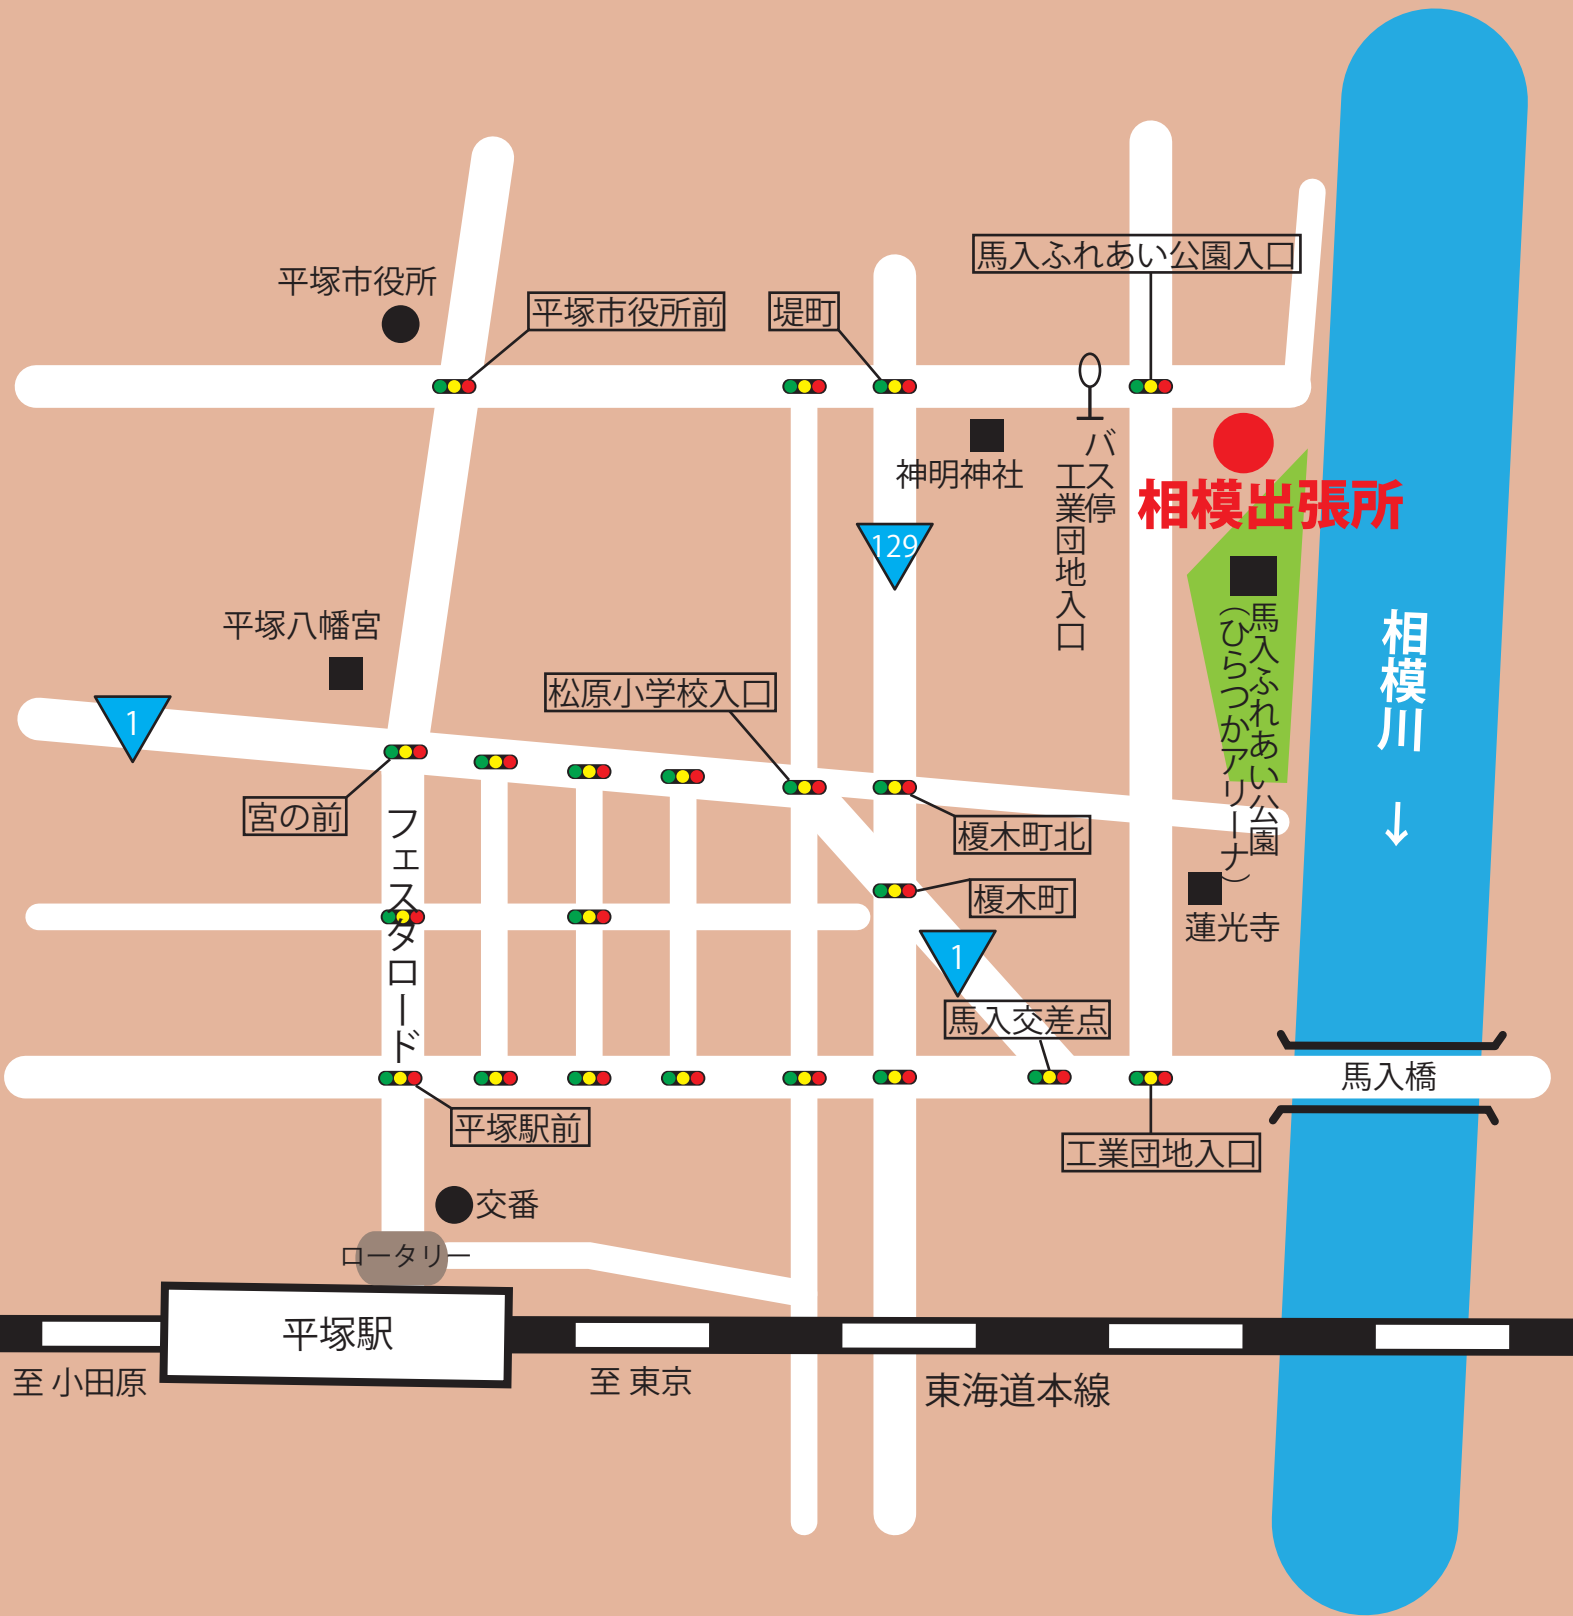 馬入ふれあい公園入口
平塚市役所
平塚市役所前
堤町
バス停
工業団地入口
神明神社
相模出張所
129
馬入ふれあい公園
（ひらつかアリーナ）
相模川
↓
平塚八幡宮
松原小学校入口
1
宮の前
フェスタロード
榎木町北
榎木町
蓮光寺
1
馬入交差点
馬入橋
平塚駅前
工業団地入口
交番
ロータリー
平塚駅
至 小田原
至 東京
東海道本線